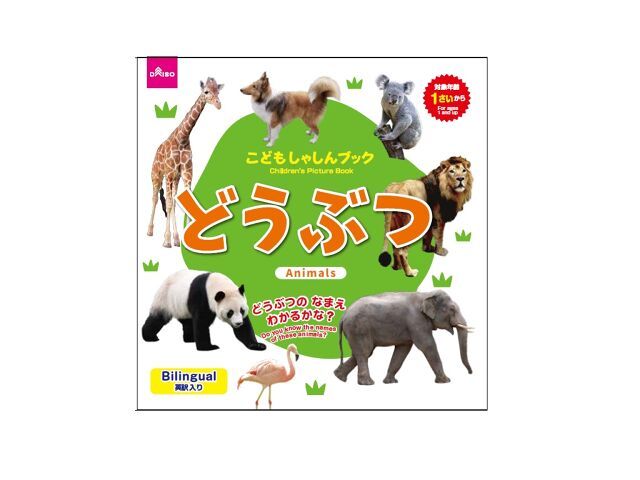 DAISO
対象年齢
1さいから
For ages
1 and up
こどもしゃしんブック
Children's Picture Book
どうぶつ
Animals
どうぶつの なまえ
わかるかな?
Do you know the names
of these animals?
Bilingual
英訳入り